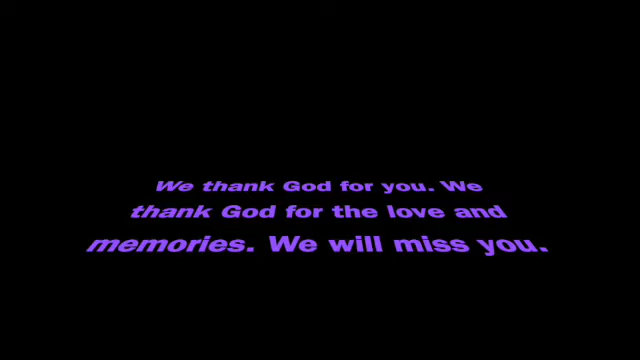 We thank God for you. We
thank God for the love and
memories. We will miss you.